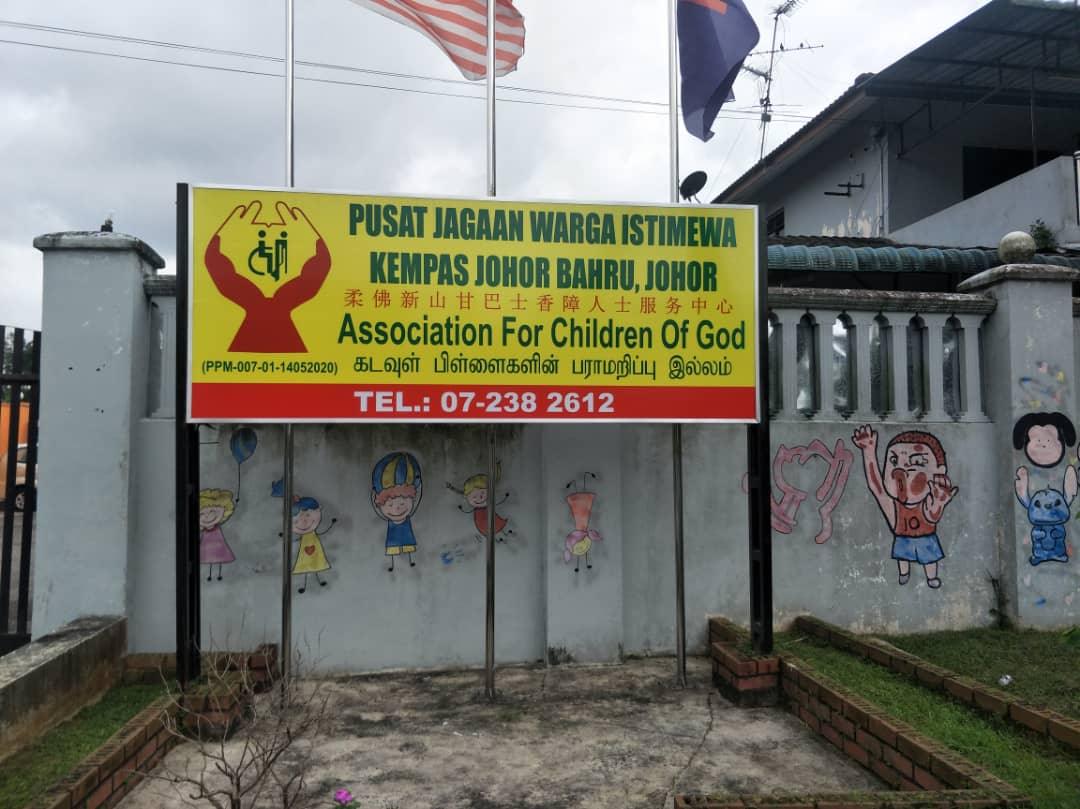 PUSAT JAGAAN WARGA ISTIMEWA
KEMPAS JOHOR BAHRU, JOHOR
柔佛新山甘巴士香障人士服务中心
Association For Children Of God
(PPM-007-01-14052020)
கடவுள் பிள்ளைகளின் பராமறிப்பு இல்லம்
TEL.: 07-238 2612
10